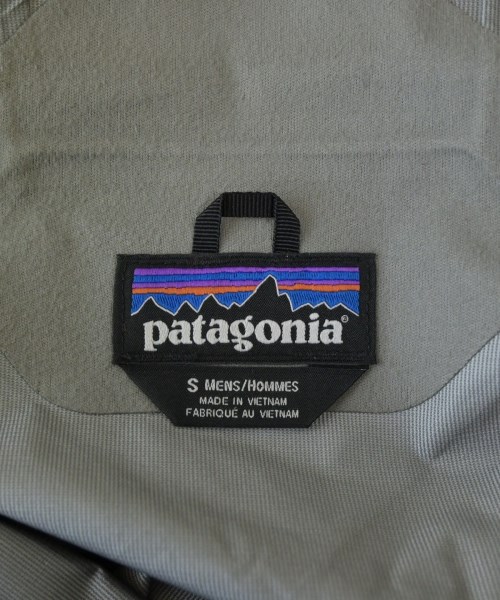 patagonia®
S MENS/HOMMES
MADE IN VIETNAM
FABRIQUÉ AU VIETNAM